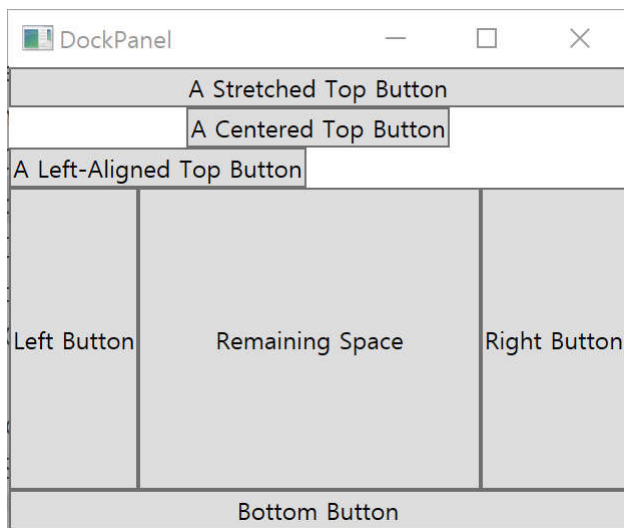 DockPanel
A Stretched Top Button
A Centered Top Button
A Left-Aligned Top Button
Left Button
Remaining Space
Right Button
Bottom Button